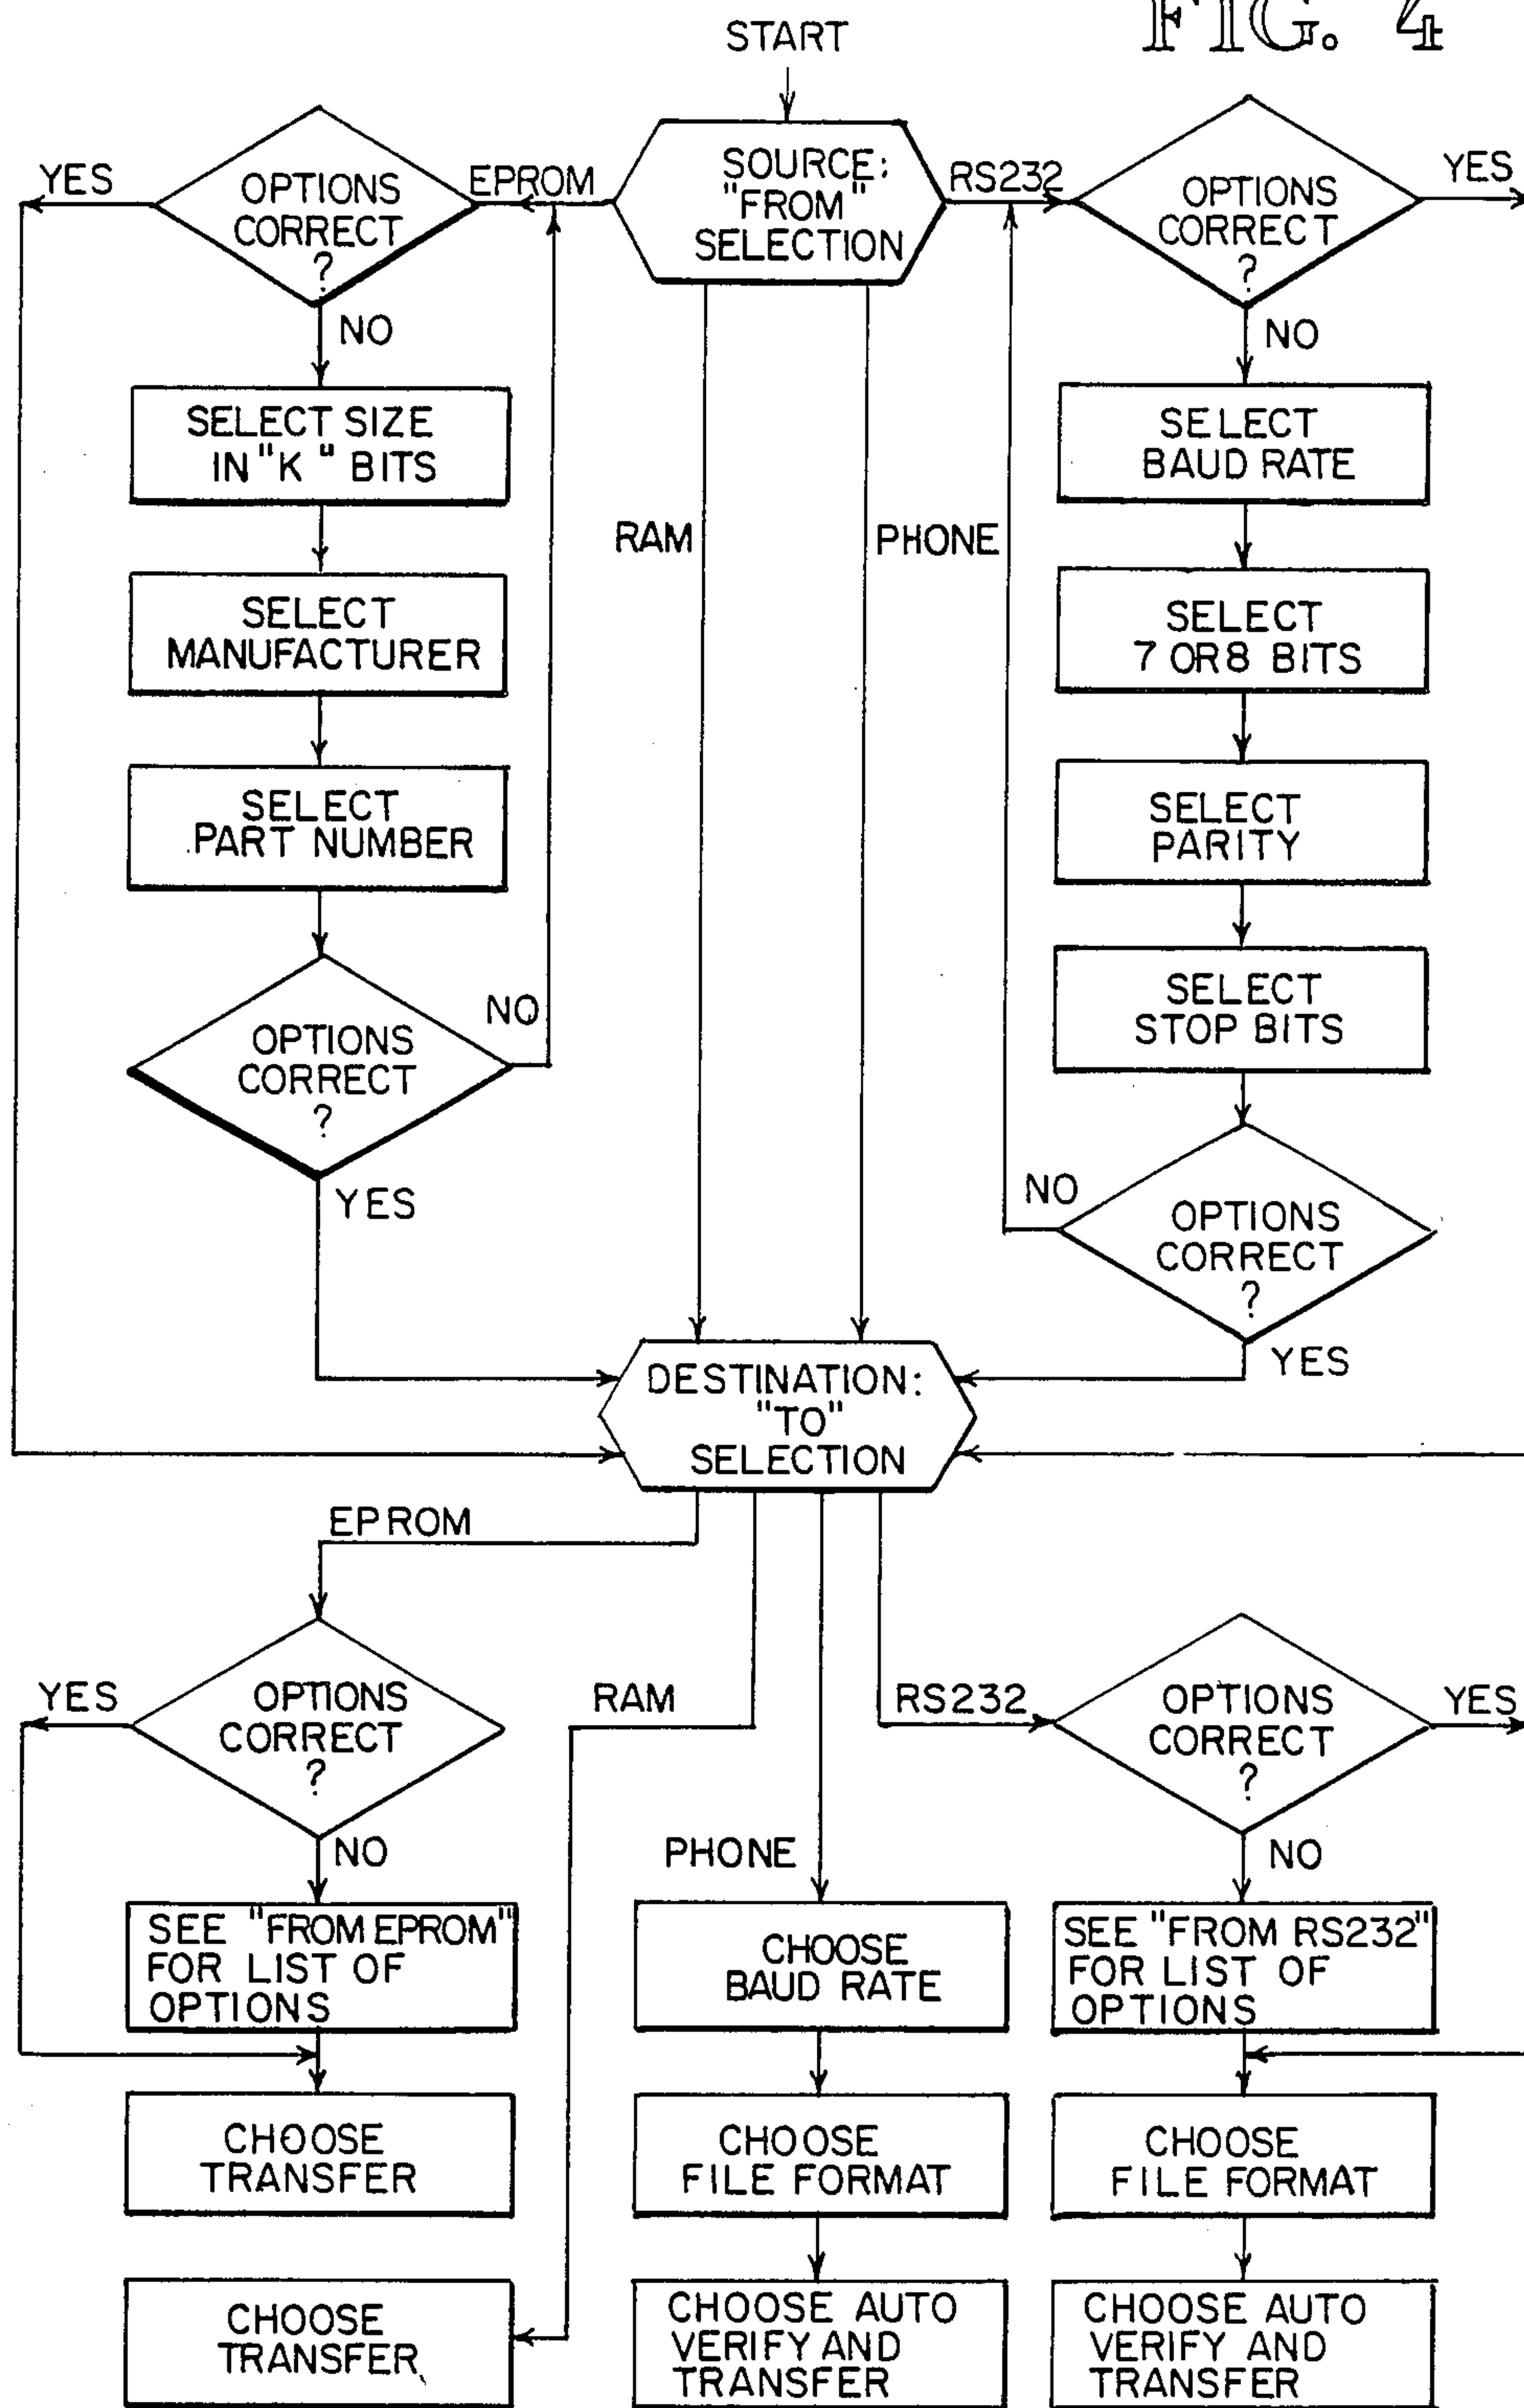 FIG. 4
START
SOURCE:
"FROM"
SELECTION
EPROM
RS232
OPTIONS
CORRECT
?
YES
NO
OPTIONS
CORRECT
?
YES
NO
SELECT SIZE
IN "K" BITS
SELECT
MANUFACTURER
SELECT
PART NUMBER
OPTIONS
CORRECT
?
NO
YES
RAM
PHONE
SELECT
BAUD RATE
SELECT
7 OR 8 BITS
SELECT
PARITY
SELECT
STOP BITS
OPTIONS
CORRECT
?
NO
YES
DESTINATION:
"TO"
SELECTION
EPROM
OPTIONS
CORRECT
?
YES
NO
SEE "FROM EPROM"
FOR LIST OF
OPTIONS
CHOOSE
TRANSFER
RAM
CHOOSE
TRANSFER
PHONE
CHOOSE
BAUD RATE
CHOOSE
FILE FORMAT
CHOOSE AUTO
VERIFY AND
TRANSFER
RS232
OPTIONS
CORRECT
?
YES
NO
SEE "FROM RS232"
FOR LIST OF
OPTIONS
CHOOSE
FILE FORMAT
CHOOSE AUTO
VERIFY AND
TRANSFER